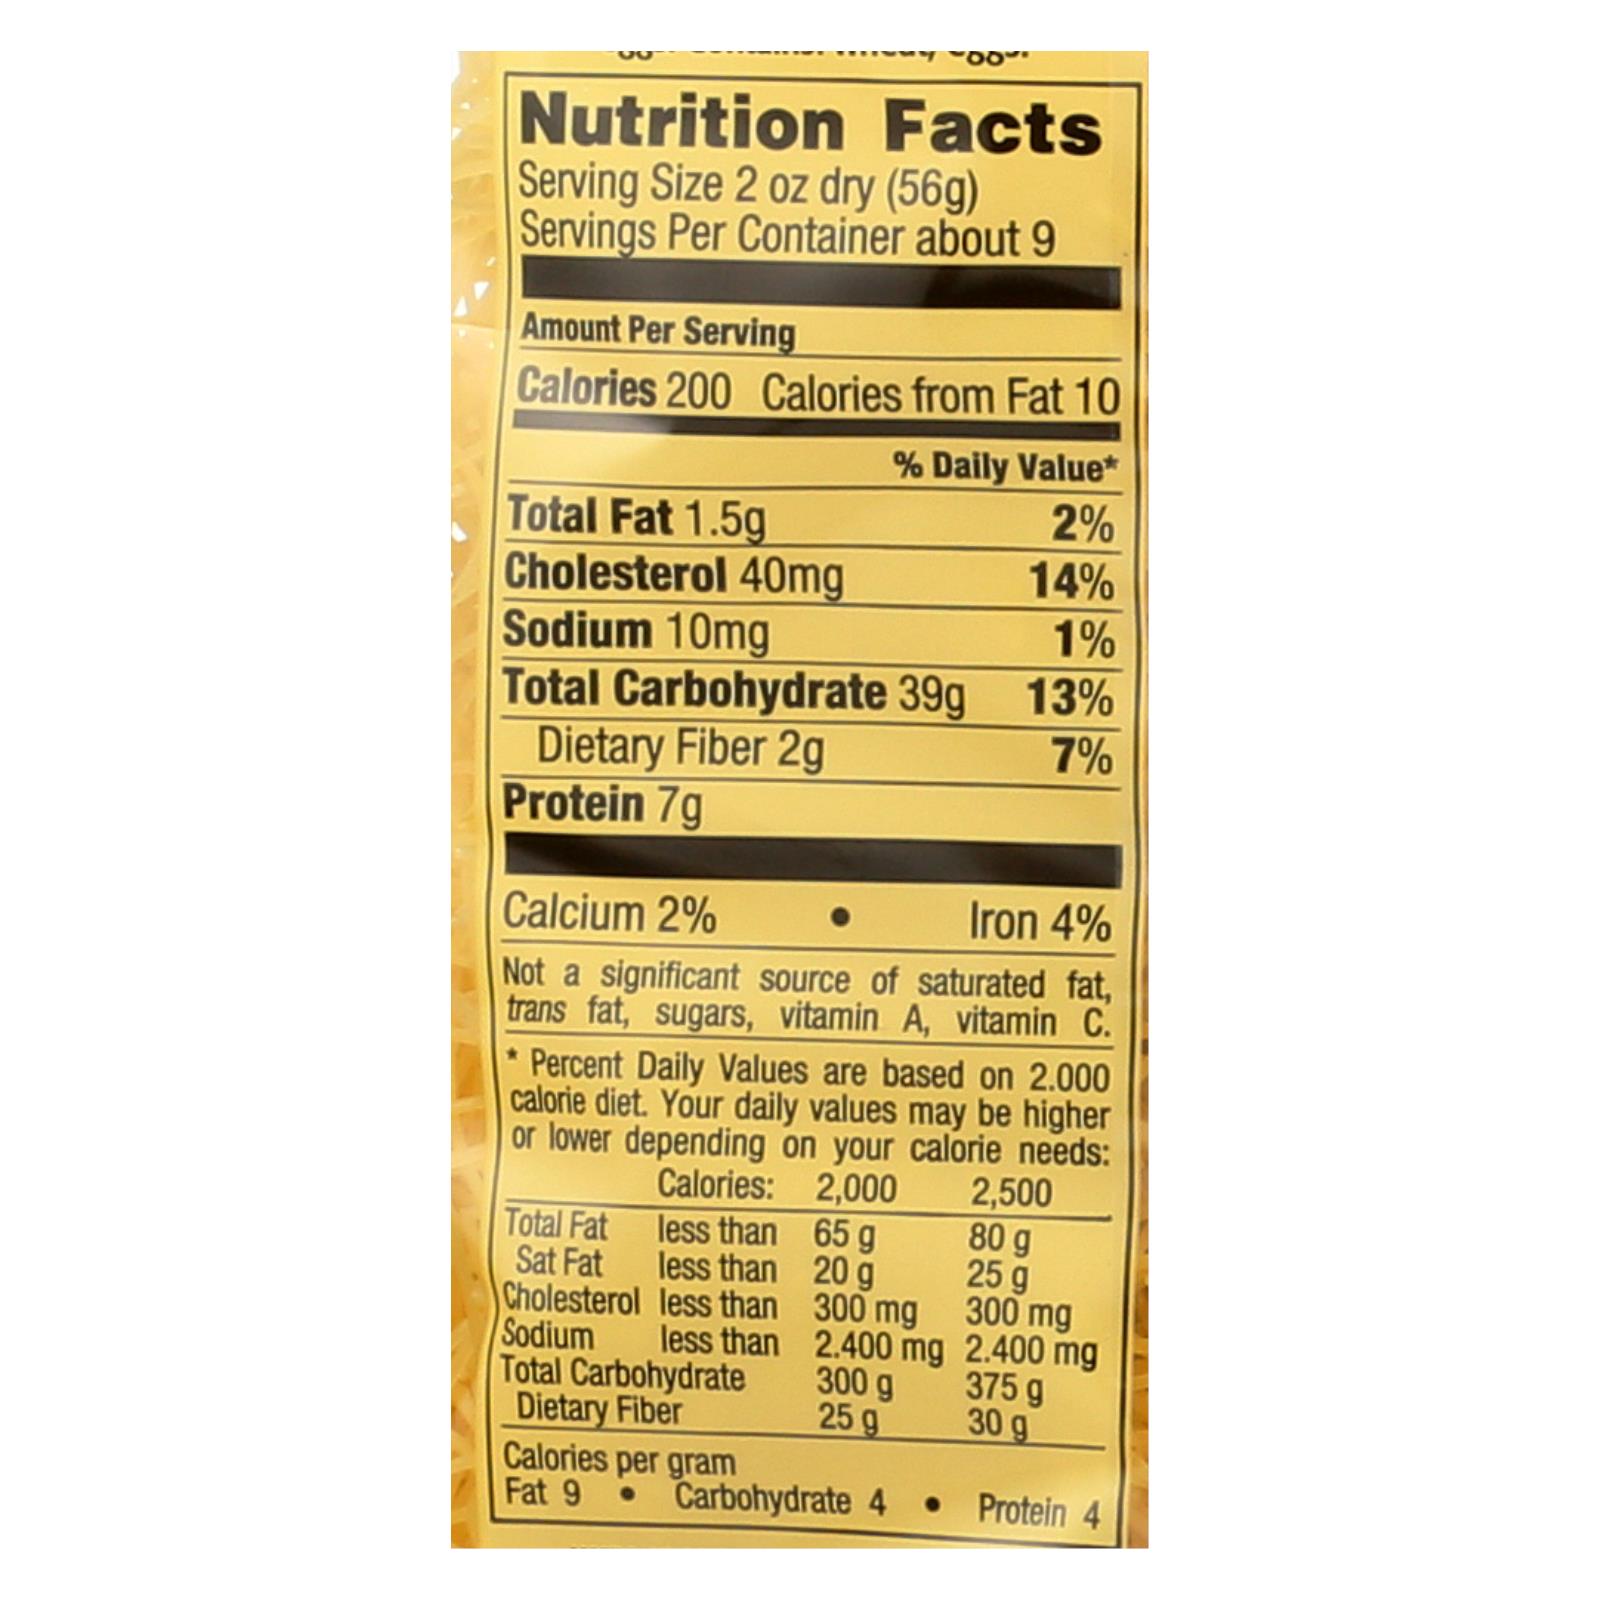 wheat, eggs.
Nutrition Facts
Serving Size 2 oz dry (56g)
Servings Per Container about 9
Amount Per Serving
Calories 200 Calories from Fat 10
% Daily Value*
Total Fat 1.5g 2%
Cholesterol 40mg 14%
Sodium 10mg 1%
Total Carbohydrate 39g 13%
Dietary Fiber 2g 7%
Protein 7g
Calcium 2% • Iron 4%
Not a significant source of saturated fat,
trans fat, sugars, vitamin A, vitamin C.
* Percent Daily Values are based on 2.000
calorie diet. Your daily values may be higher
or lower depending on your calorie needs:
Calories: 2,000 2,500
Total Fat less than 65 g 80 g
Sat Fat less than 20 g 25 g
Cholesterol less than 300 mg 300 mg
Sodium less than 2.400 mg 2.400 mg
Total Carbohydrate 300 g 375 g
Dietary Fiber 25 g 30 g
Calories per gram
Fat 9 • Carbohydrate 4 • Protein 4